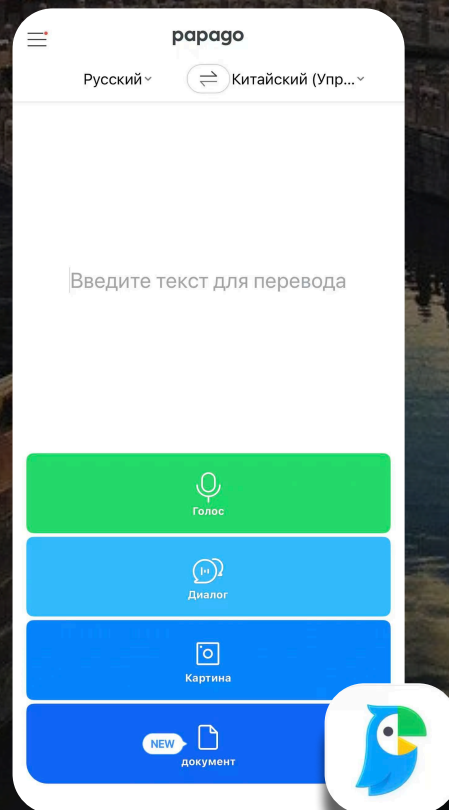 papago
Русский
Китайский (Упр...
Введите текст для перевода
Голос
Диалог
Картина
NEW
документ